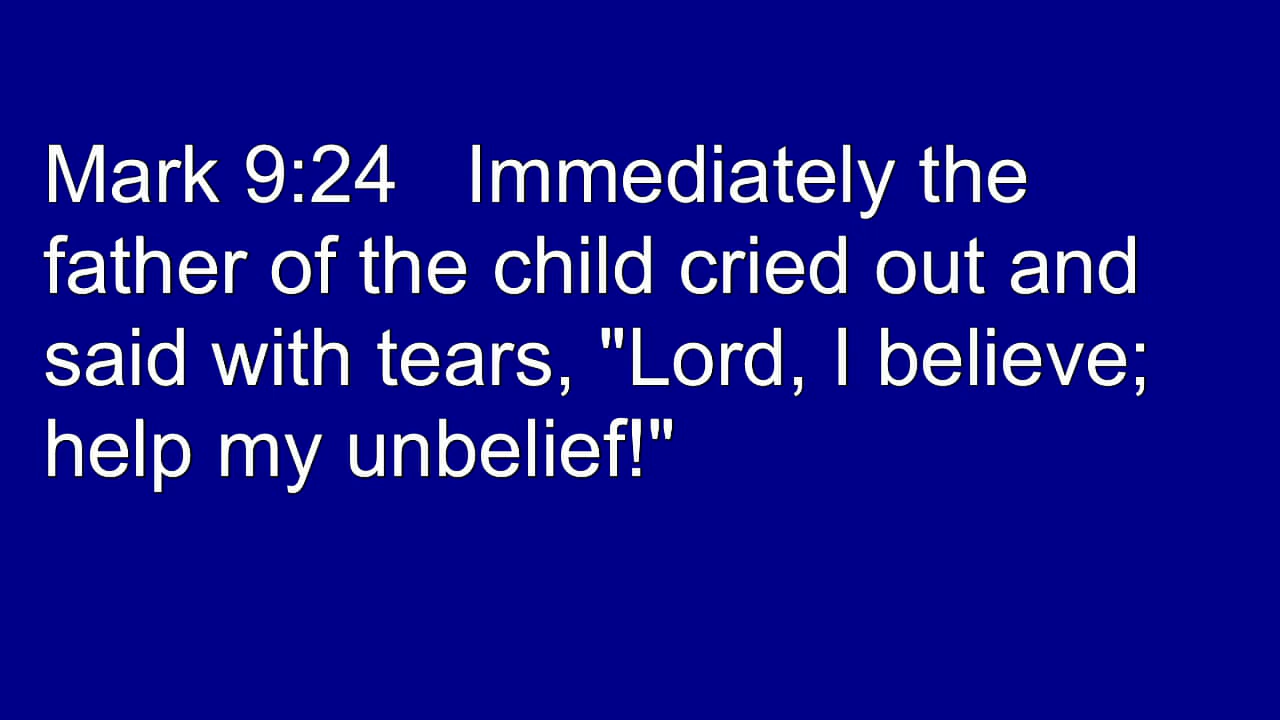 Mark 9:24   Immediately the
father of the child cried out and
said with tears, "Lord, I believe;
help my unbelief!"